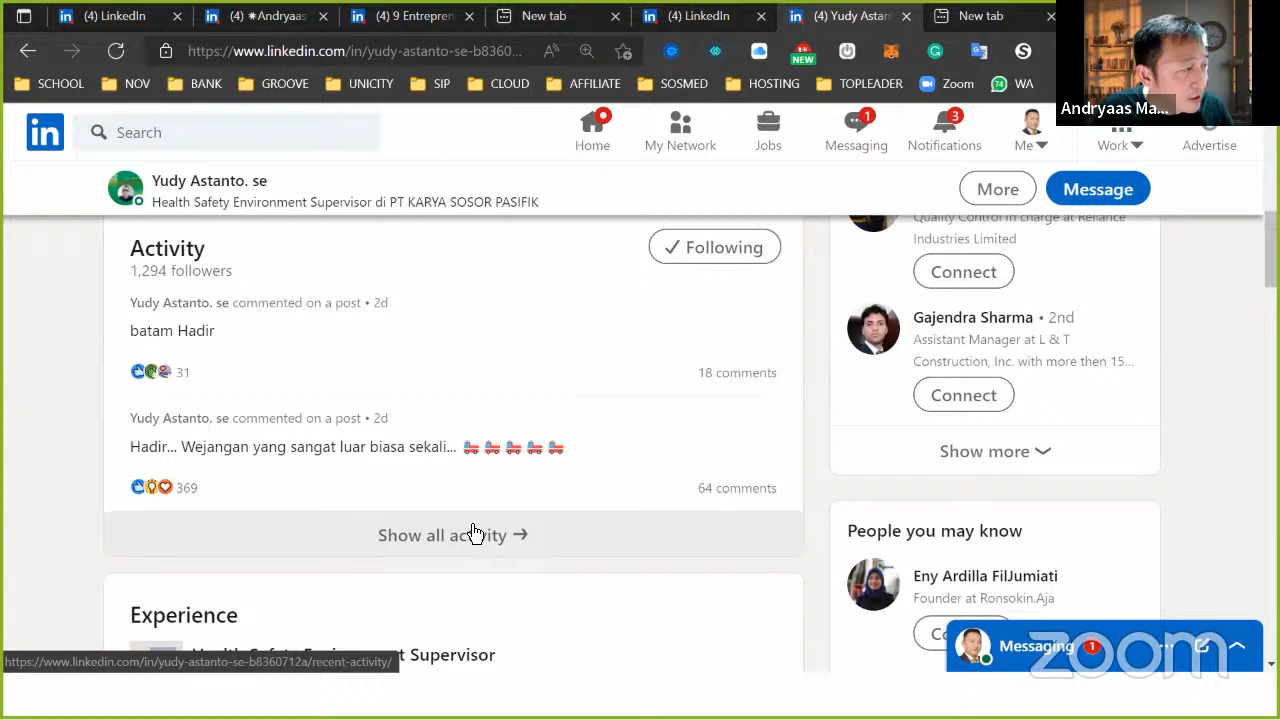 (4) LinkedIn
(4) ✷Andryaas
(4) 9 Entrepren
New tab
(4) LinkedIn
(4) Yudy Astan
New tab
https://www.linkedin.com/in/yudy-astanto-se-b8360...
NEW
SCHOOL
NOV
BANK
GROOVE
UNICITY
SIP
CLOUD
AFFILIATE
SOSMED
HOSTING
TOPLEADER
Zoom
74
WA
Andryaas Ma...
in
Search
Home
My Network
Jobs
1
Messaging
3
Notifications
Me
Work
Advertise
Yudy Astanto. se
Health Safety Environment Supervisor di PT KARYA SOSOR PASIFIK
More
Message
Activity
1,294 followers
Following
Yudy Astanto. se commented on a post • 2d
batam Hadir
31
18 comments
Yudy Astanto. se commented on a post • 2d
Hadir... Wejangan yang sangat luar biasa sekali... 🚒 🚒 🚒 🚒 🚒
369
64 comments
Show all activity →
Experience
Supervisor
https://www.linkedin.com/in/yudy-astanto-se-b8360712a/recent-activity/
Quality Control in charge at Reliance
Industries Limited
Connect
Gajendra Sharma • 2nd
Assistant Manager at L & T
Construction, Inc. with more then 15...
Connect
Show more
People you may know
Eny Ardilla FilJumiati
Founder at Ronsokin.Aja
Messaging
1
zoom